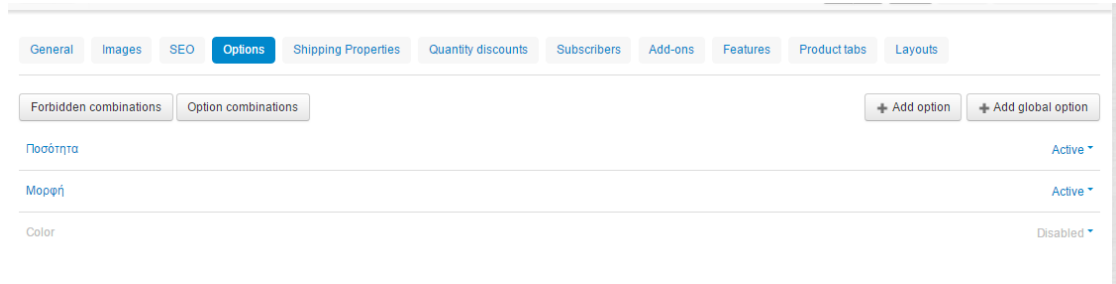 General Images SEO Options Shipping Properties Quantity discounts Subscribers Add-ons Features Product tabs Layouts
Forbidden combinations Option combinations + Add option + Add global option
Ποσότητα Active
Μορφή Active
Color Disabled